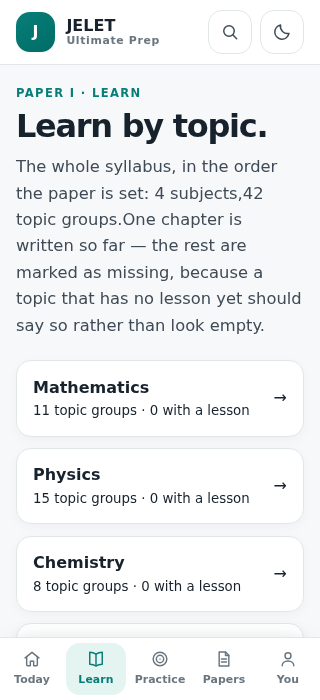 J
JELET
Ultimate Prep
PAPER I · LEARN
Learn by topic.
The whole syllabus, in the order
the paper is set: 4 subjects,42
topic groups.One chapter is
written so far — the rest are
marked as missing, because a
topic that has no lesson yet should
say so rather than look empty.
Mathematics
11 topic groups · 0 with a lesson
→
Physics
15 topic groups · 0 with a lesson
→
Chemistry
8 topic groups · 0 with a lesson
→
Today
Learn
Practice
Papers
You